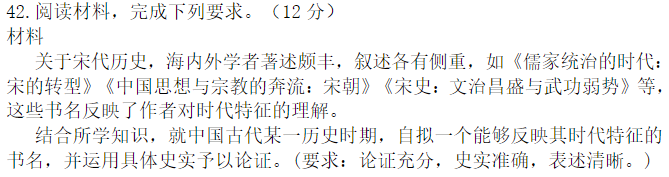 42.阅读材料，完成下列要求。（12 分）
材料
关于宋代历史，海内外学者著述颇丰，叙述各有侧重，如《儒家统治的时代：
宋的转型》《中国思想与宗教的奔流：宋朝》《宋史：文治昌盛与武功弱势》等，
这些书名反映了作者对时代特征的理解。
结合所学知识，就中国古代某一历史时期，自拟一个能够反映其时代特征的
书名，并运用具体史实予以论证。(要求：论证充分，史实准确，表述清晰。)